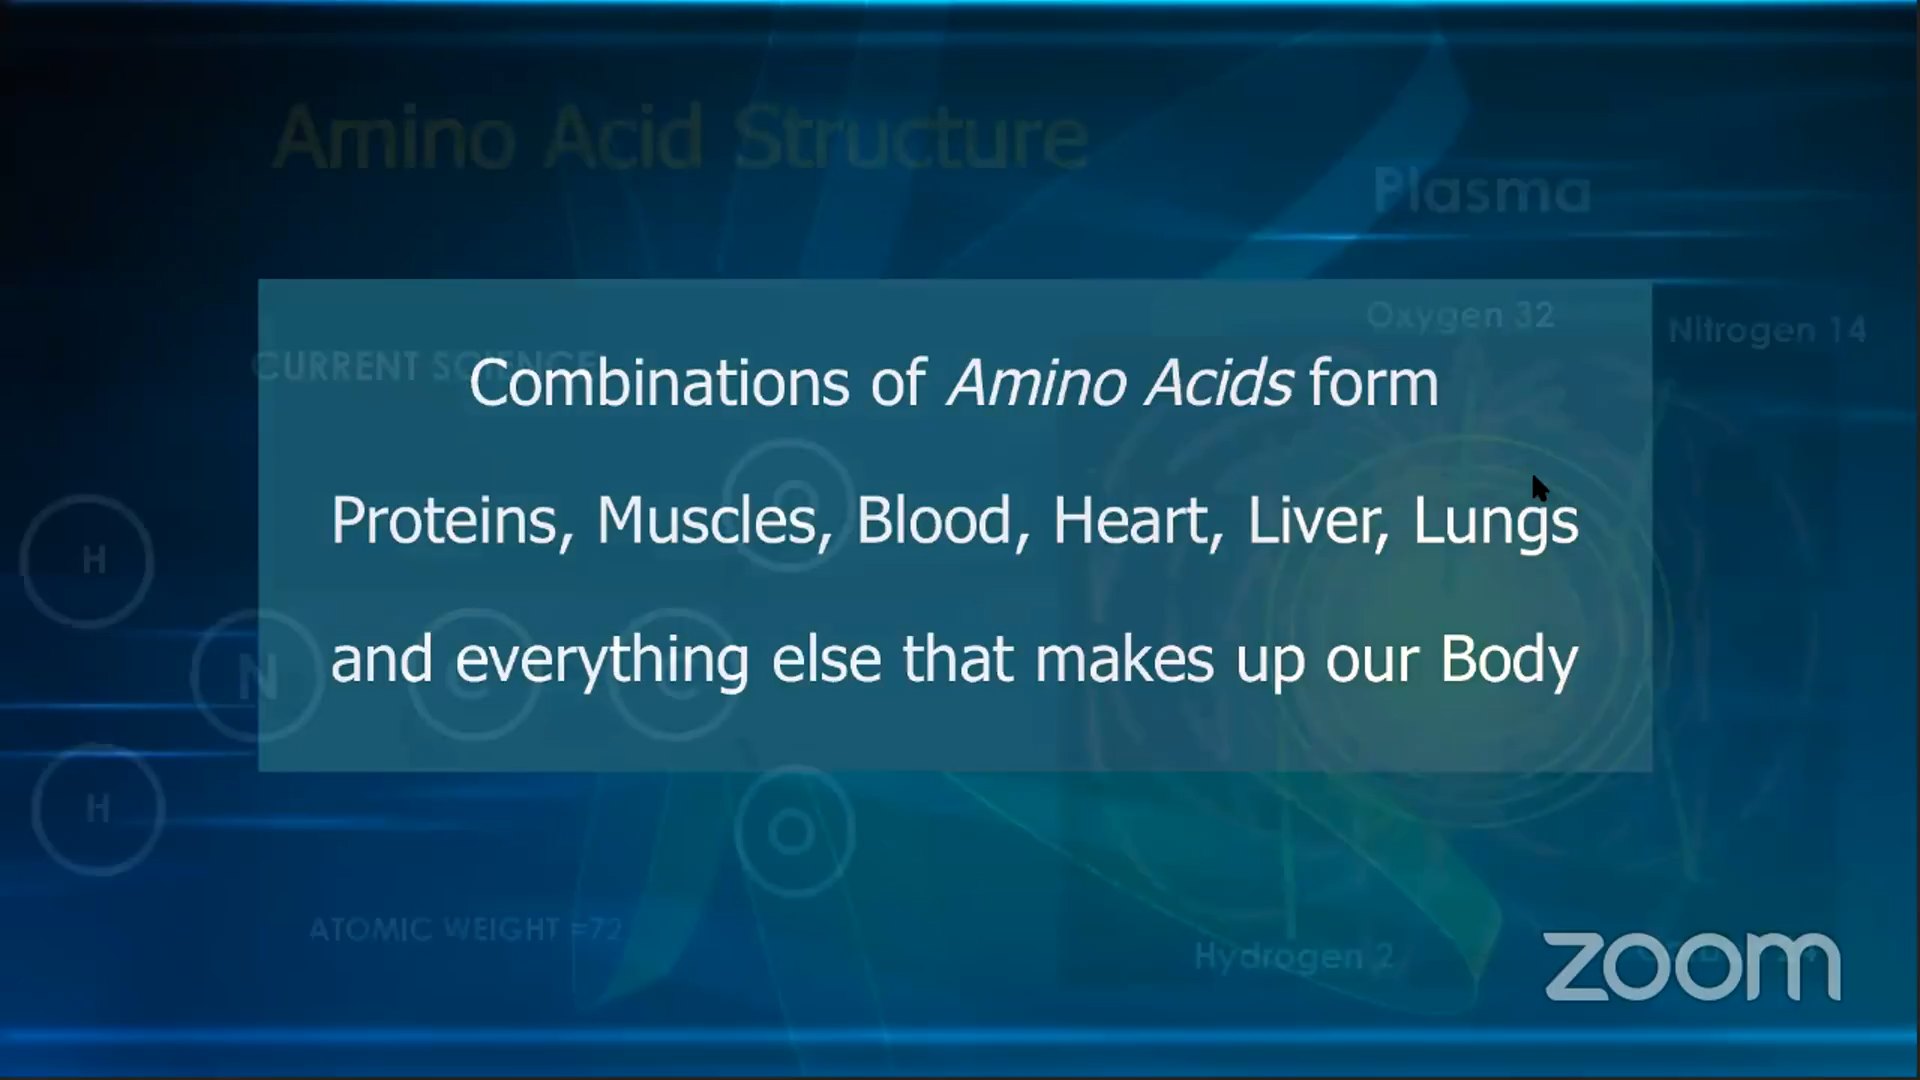 Amino Acid Structure
Plasma
Oxygen 32
Nitrogen 14
CURRENT SCIENCE
Combinations of Amino Acids form
Proteins, Muscles, Blood, Heart, Liver, Lungs
and everything else that makes up our Body
O
H
N
C
C
H
O
ATOMIC WEIGHT =72
Hydrogen 2
zoom